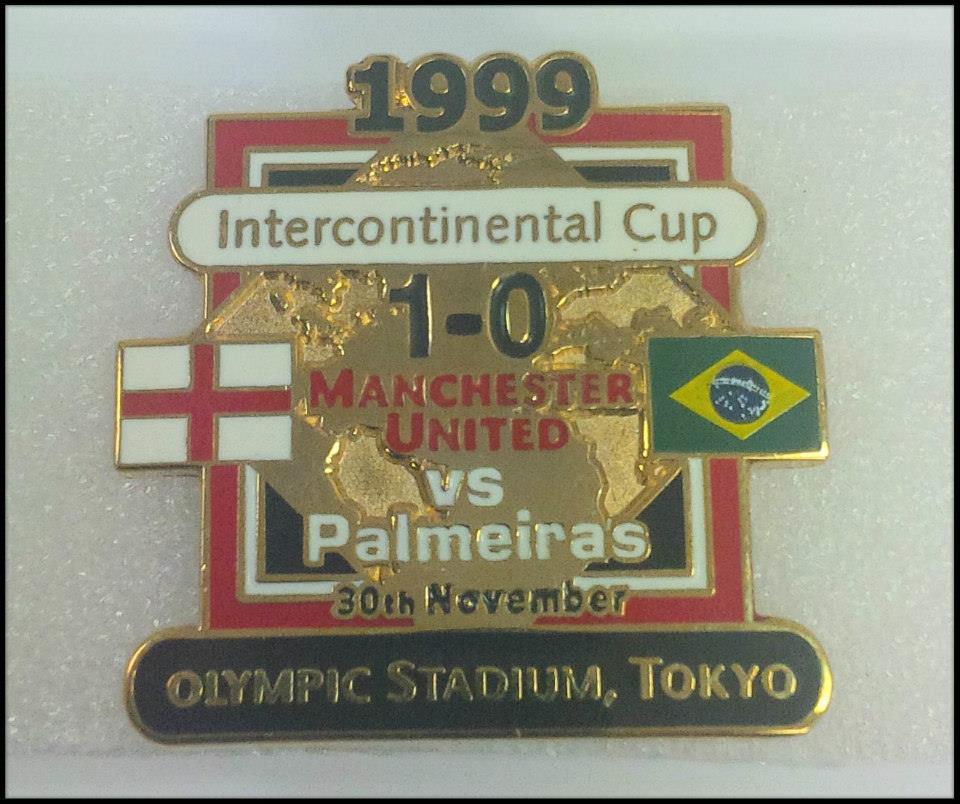 1999
Intercontinental Cup
1-0
MANCHESTER
UNITED
vs
Palmeiras
30th November
OLYMPIC STADIUM, TOKYO